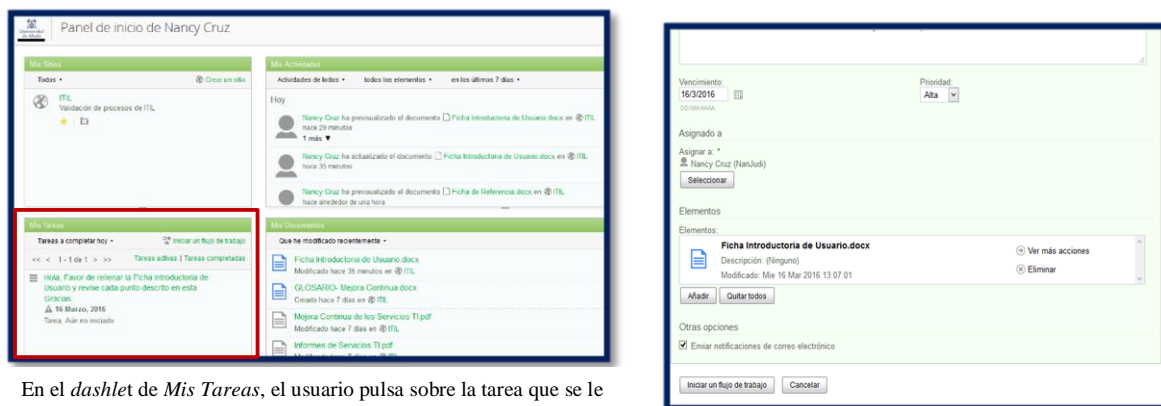 Panel de inicio de Nancy Cruz
Mis Sitios
Todos
Crear un sitio
ITIL
Validación de procesos de ITIL
Mis Actividades
Actividades de todos
todos los elementos
en los últimos 7 días
Hoy
Nancy Cruz ha previsualizado el documento Ficha Introductoria de Usuario.docx en ITIL
hace 29 minutos
1 más ▼
Nancy Cruz ha actualizado el documento Ficha Introductoria de Usuario.docx en ITIL
hace 35 minutos
Nancy Cruz ha previsualizado el documento Ficha de Referencia.docx en ITIL
hace alrededor de una hora
Mis Tareas
Tareas a completar hoy
Iniciar un flujo de trabajo
<< < 1 - 1 de 1 > >>
Tareas activas | Tareas completadas
Hola, Favor de rellenar la Ficha Introductoria de
Usuario y revise cada punto descrito en esta.
Gracias.
16 Marzo, 2016
Tarea, Aún no iniciado
Mis Documentos
Que he modificado recientemente
Ficha Introductoria de Usuario.docx
Modificado hace 35 minutos en ITIL
GLOSARIO- Mejora Continua.docx
Creado hace 7 días en ITIL
Mejora Continua de los Servicios TI.pdf
Modificado hace 7 días en ITIL
Informes de Servicios TI.pdf
En el dashlet de Mis Tareas, el usuario pulsa sobre la tarea que se le
Vencimiento:
16/3/2016
DD/MM/AAAA
Prioridad:
Alta
Asignado a
Asignar a: *
Nancy Cruz (NanJudi)
Seleccionar
Elementos
Elementos:
Ficha Introductoria de Usuario.docx
Descripción: (Ninguno)
Modificado: Mie 16 Mar 2016 13:07:01
Ver más acciones
Eliminar
Añadir
Quitar todos
Otras opciones
Enviar notificaciones de correo electrónico
Iniciar un flujo de trabajo
Cancelar